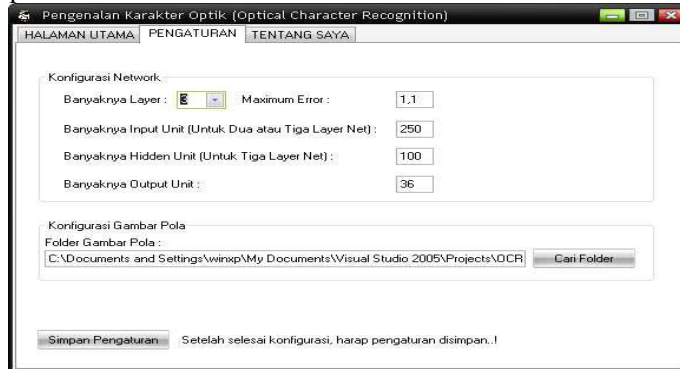 Pengenalan Karakter Optik (Optical Character Recognition)
HALAMAN UTAMA PENGATURAN TENTANG SAYA
Konfigurasi Network
Banyaknya Layer : 3 Maximum Error : 1,1
Banyaknya Input Unit (Untuk Dua atau Tiga Layer Net) : 250
Banyaknya Hidden Unit (Untuk Tiga Layer Net) : 100
Banyaknya Output Unit : 36
Konfigurasi Gambar Pola
Folder Gambar Pola :
C:\Documents and Settings\winxp\My Documents\Visual Studio 2005\Projects\OCR Cari Folder
Simpan Pengaturan Setelah selesai konfigurasi, harap pengaturan disimpan..!